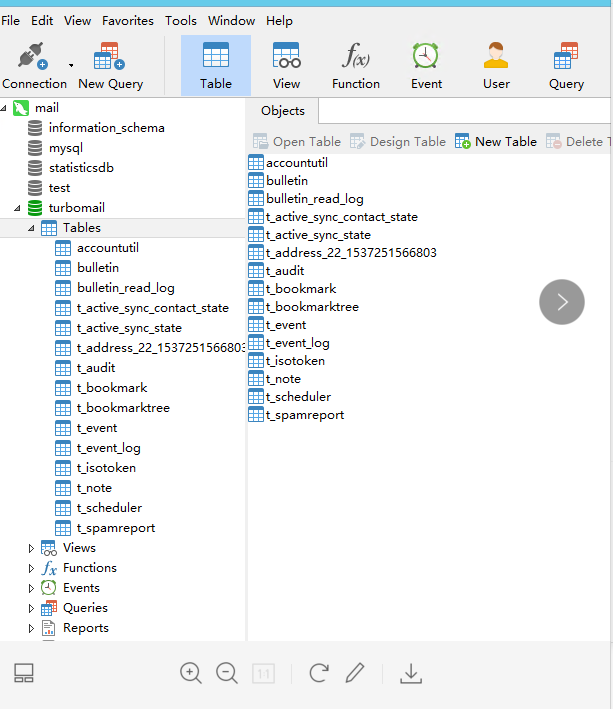 File Edit View Favorites Tools Window Help
Connection New Query Table View f(x) Function Event User Query
mail
information_schema
mysql
statisticsdb
test
turbomail
Tables
accountutil
bulletin
bulletin_read_log
t_active_sync_contact_state
t_active_sync_state
t_address_22_1537251566803
t_audit
t_bookmark
t_bookmarktree
t_event
t_event_log
t_isotoken
t_note
t_scheduler
t_spamreport
Views
fx Functions
Events
Queries
Reports
Objects
Open Table Design Table New Table Delete T
accountutil
bulletin
bulletin_read_log
t_active_sync_contact_state
t_active_sync_state
t_address_22_1537251566803
t_audit
t_bookmark
t_bookmarktree
t_event
t_event_log
t_isotoken
t_note
t_scheduler
t_spamreport
1:1